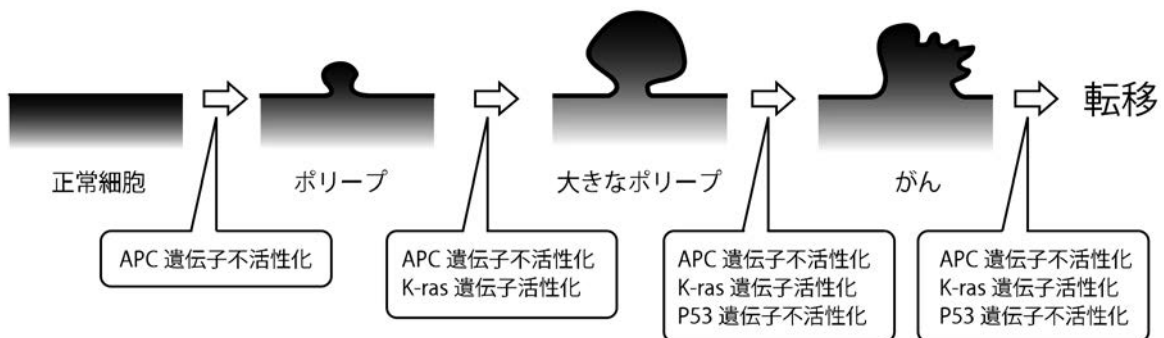 転移
正常細胞
ポリープ
大きなポリープ
がん
APC 遺伝子不活性化
APC 遺伝子不活性化
K-ras 遺伝子活性化
APC 遺伝子不活性化
K-ras 遺伝子活性化
P53 遺伝子不活性化
APC 遺伝子不活性化
K-ras 遺伝子活性化
P53 遺伝子不活性化